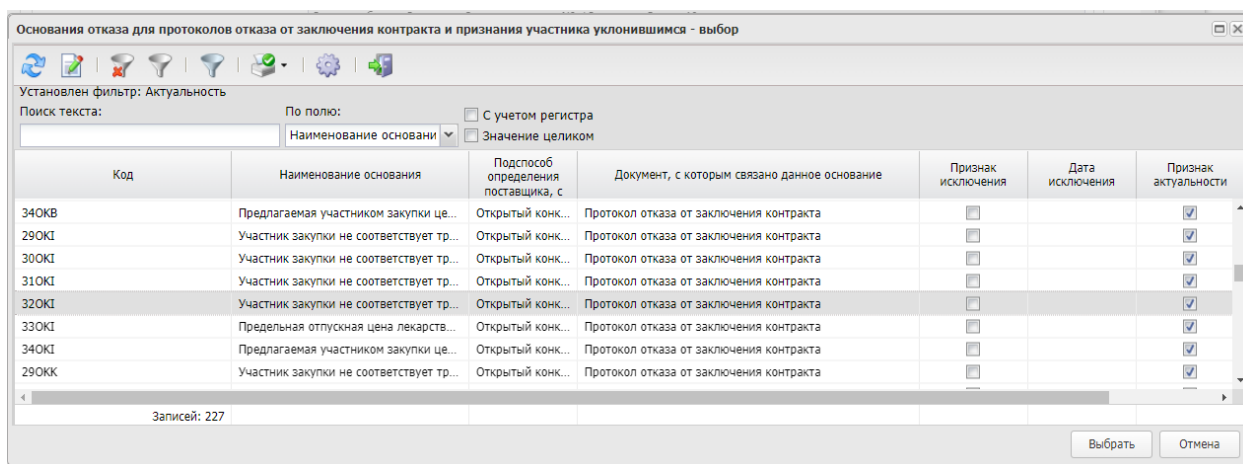 Основания отказа для протоколов отказа от заключения контракта и признания участника уклонившимся - выбор
Установлен фильтр: Актуальность
Поиск текста: По полю: С учетом регистра
Наименование основани Значение целиком
Код Наименование основания Подспособ определения поставщика, с Документ, с которым связано данное основание Признак исключения Дата исключения Признак актуальности
34OKB Предлагаемая участником закупки це... Открытый конк... Протокол отказа от заключения контракта
29OKI Участник закупки не соответствует тр... Открытый конк... Протокол отказа от заключения контракта
30OKI Участник закупки не соответствует тр... Открытый конк... Протокол отказа от заключения контракта
31OKI Участник закупки не соответствует тр... Открытый конк... Протокол отказа от заключения контракта
32OKI Участник закупки не соответствует тр... Открытый конк... Протокол отказа от заключения контракта
33OKI Предельная отпускная цена лекарств... Открытый конк... Протокол отказа от заключения контракта
34OKI Предлагаемая участником закупки це... Открытый конк... Протокол отказа от заключения контракта
29OKK Участник закупки не соответствует тр... Открытый конк... Протокол отказа от заключения контракта
Записей: 227
Выбрать Отмена